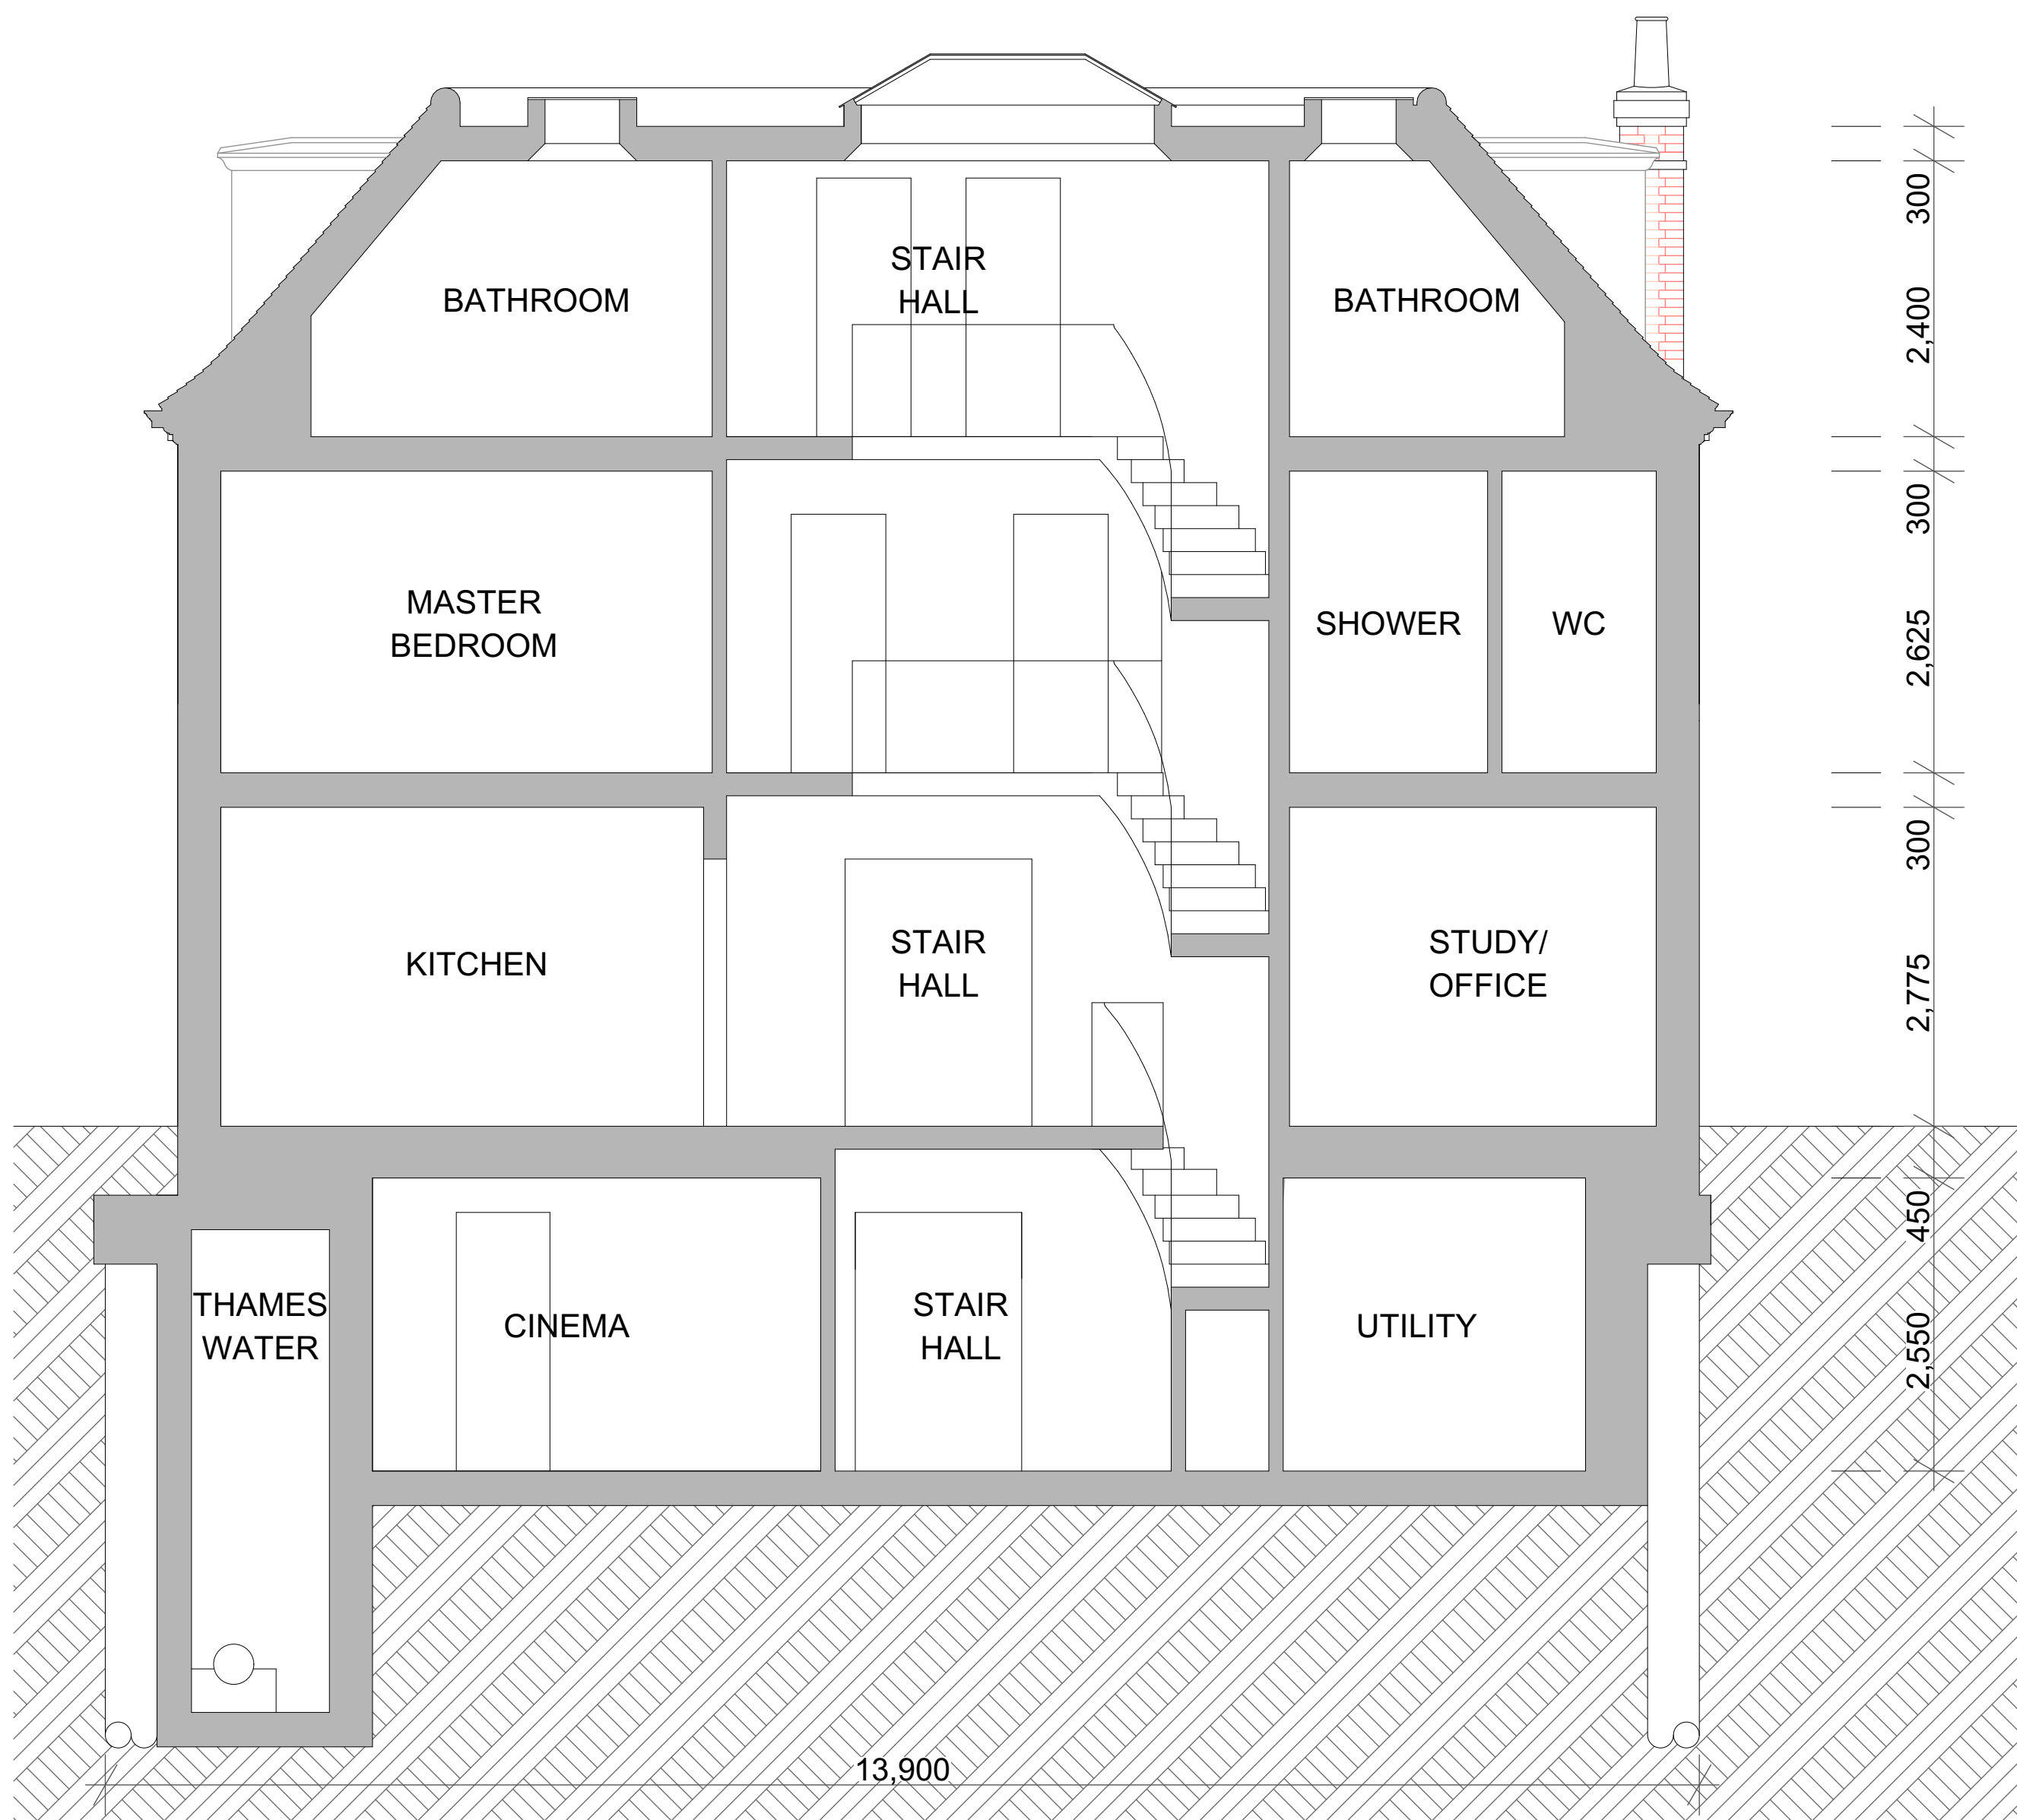 300
STAIR
HALL
BATHROOM
BATHROOM
2,400
300
MASTER
BEDROOM
SHOWER
WC
2,625
300
KITCHEN
STAIR
HALL
STUDY/
OFFICE
2,775
450
THAMES
WATER
CINEMA
STAIR
HALL
UTILITY
2,550
13,900